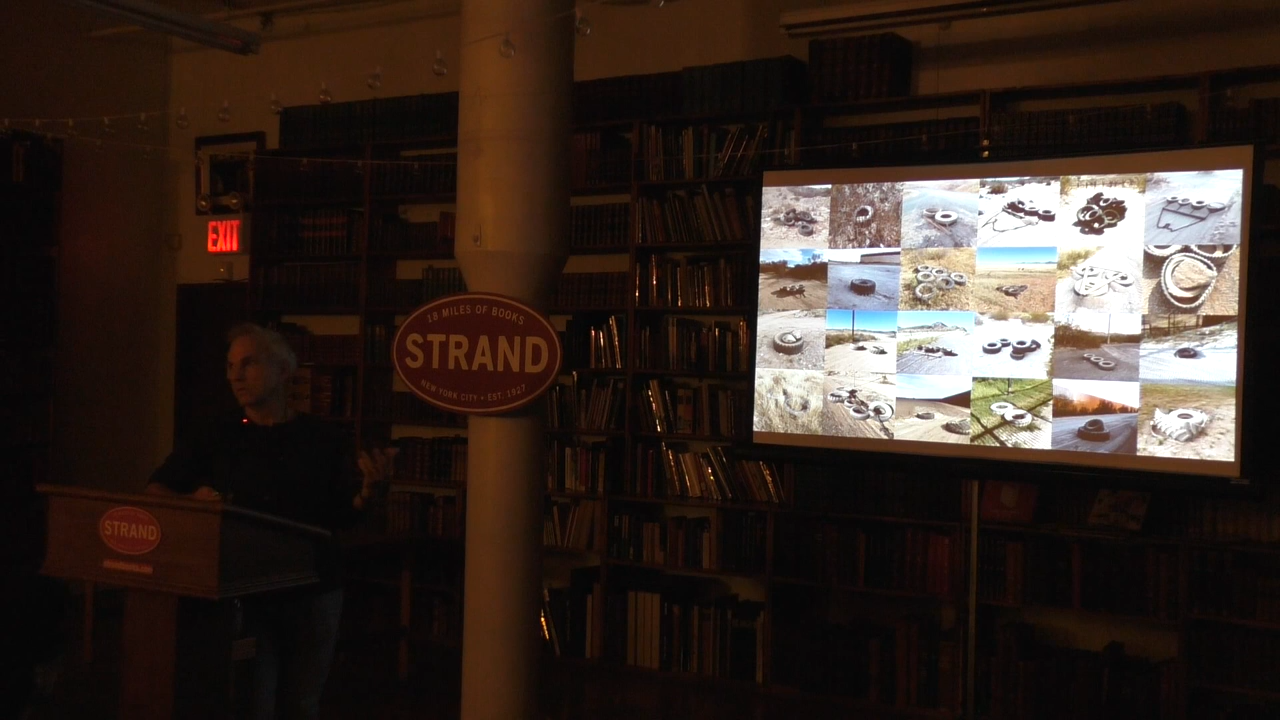 EXIT
18 MILES OF BOOKS
STRAND
NEW YORK CITY • EST. 1927
STRAND